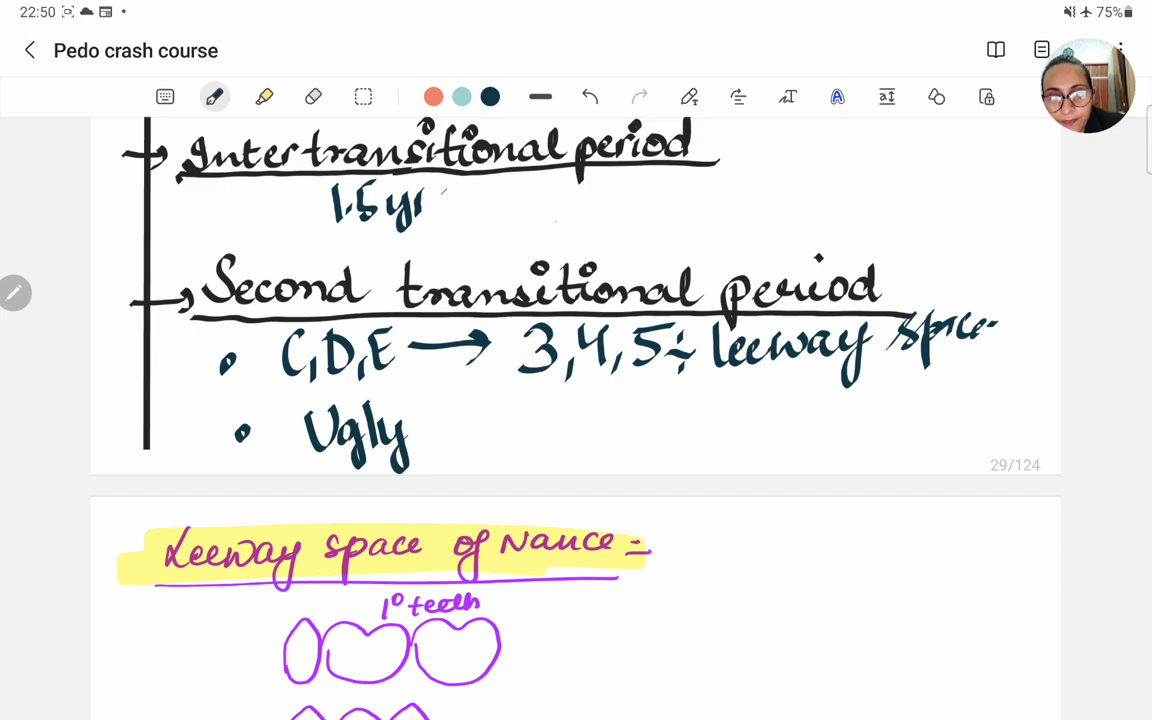 22:50
75%
Pedo crash course
Intertransitional period
1.5 yr
Second transitional period
• C, D, E → 3, 4, 5 ÷ leeway space
• Ugly
29/124
Leeway space of Nance =
1° teeth